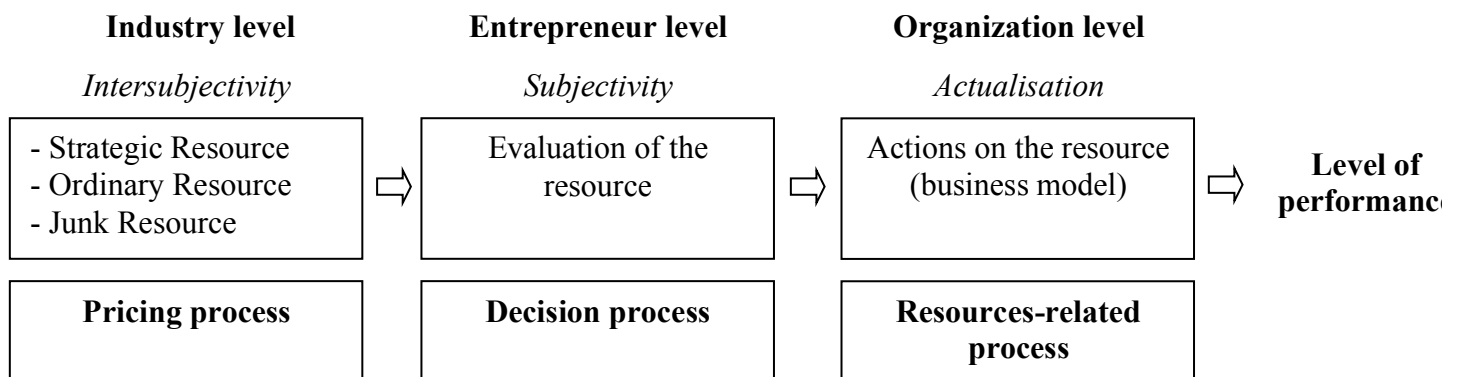 Industry level
Entrepreneur level
Organization level
Intersubjectivity
Subjectivity
Actualisation
- Strategic Resource
- Ordinary Resource
- Junk Resource
Evaluation of the
resource
Actions on the resource
(business model)
Level of
performance
Pricing process
Decision process
Resources-related
process